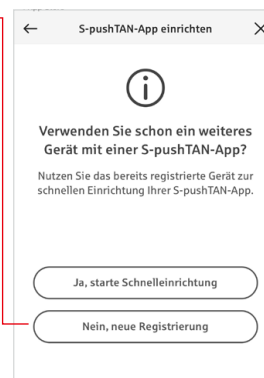 S-pushTAN-App einrichten
Verwenden Sie schon ein weiteres
Gerät mit einer S-pushTAN-App?
Nutzen Sie das bereits registrierte Gerät zur
schnellen Einrichtung Ihrer S-pushTAN-App.
Ja, starte Schnelleinrichtung
Nein, neue Registrierung